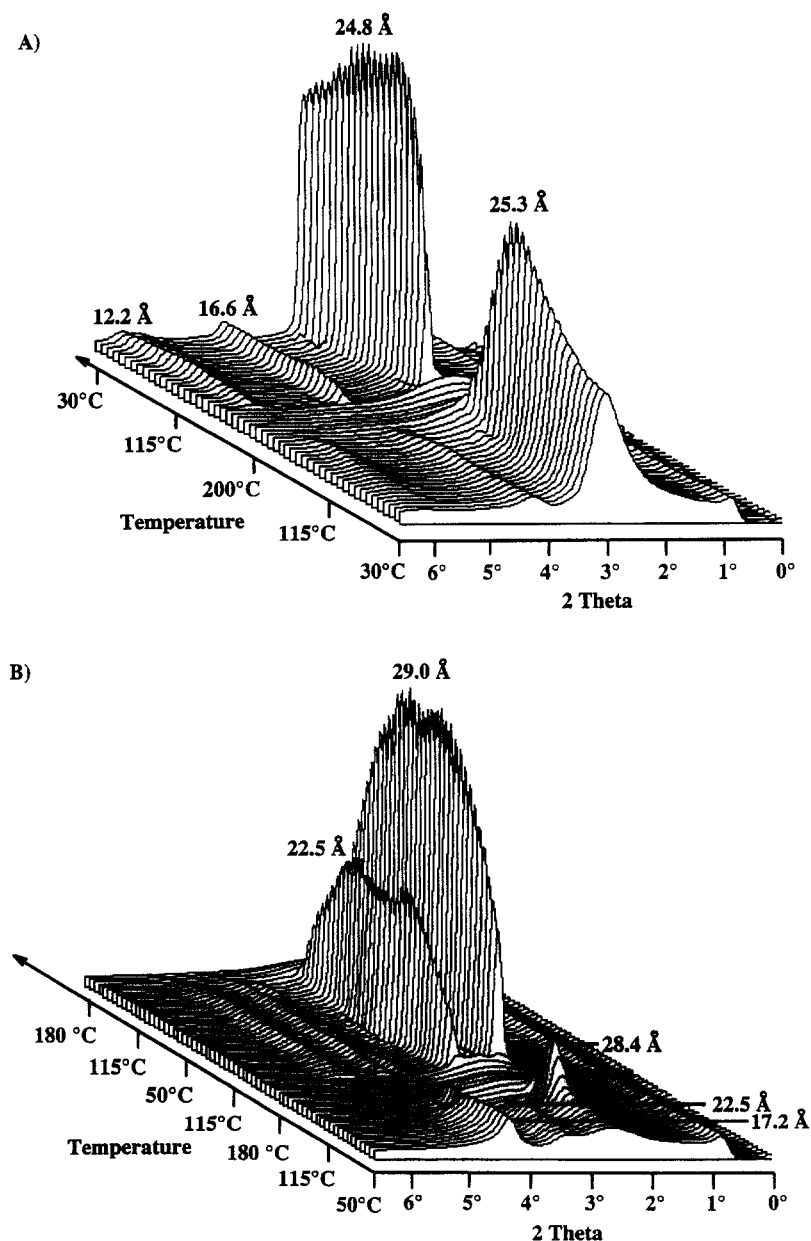 A)
24.8 Å
25.3 Å
16.6 Å
12.2 Å
30°C
115°C
200°C
115°C
30°C
Temperature
6° 5° 4° 3° 2° 1° 0°
2 Theta
B)
29.0 Å
22.5 Å
28.4 Å
22.5 Å
17.2 Å
180 °C
115°C
50°C
115°C
180 °C
115°C
50°C
Temperature
6° 5° 4° 3° 2° 1° 0°
2 Theta